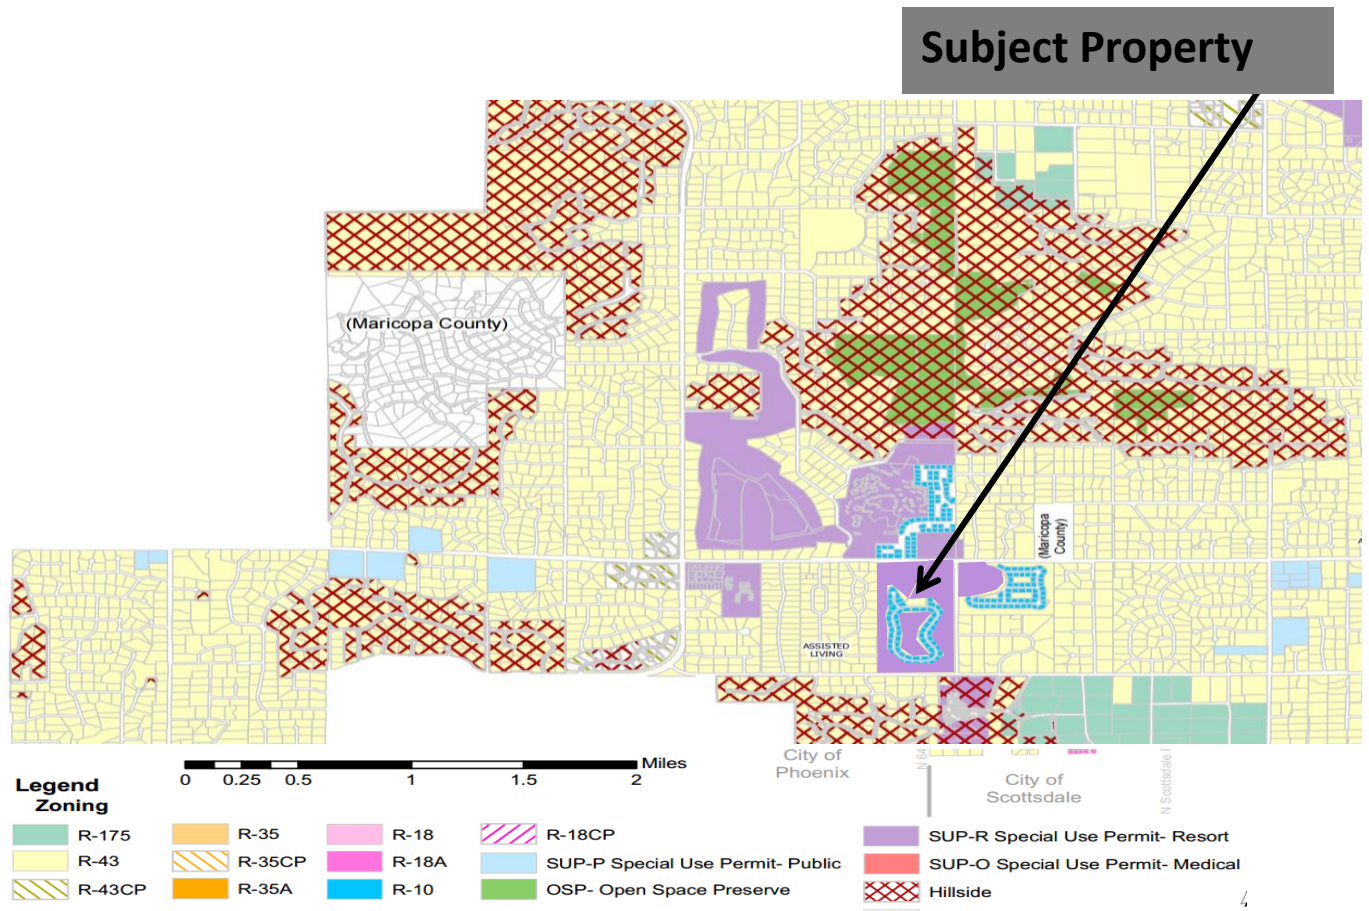 Subject Property
(Maricopa County)
(Maricopa
County)
ASSISTED
LIVING
City of
Phoenix
N 64
City of
Scottsdale
N Scottsdale
Miles
0 0.25 0.5 1 1.5 2
Legend
Zoning
R-175
R-43
R-43CP
R-35
R-35CP
R-35A
R-18
R-18A
R-10
R-18CP
SUP-P Special Use Permit- Public
OSP- Open Space Preserve
SUP-R Special Use Permit- Resort
SUP-O Special Use Permit- Medical
Hillside